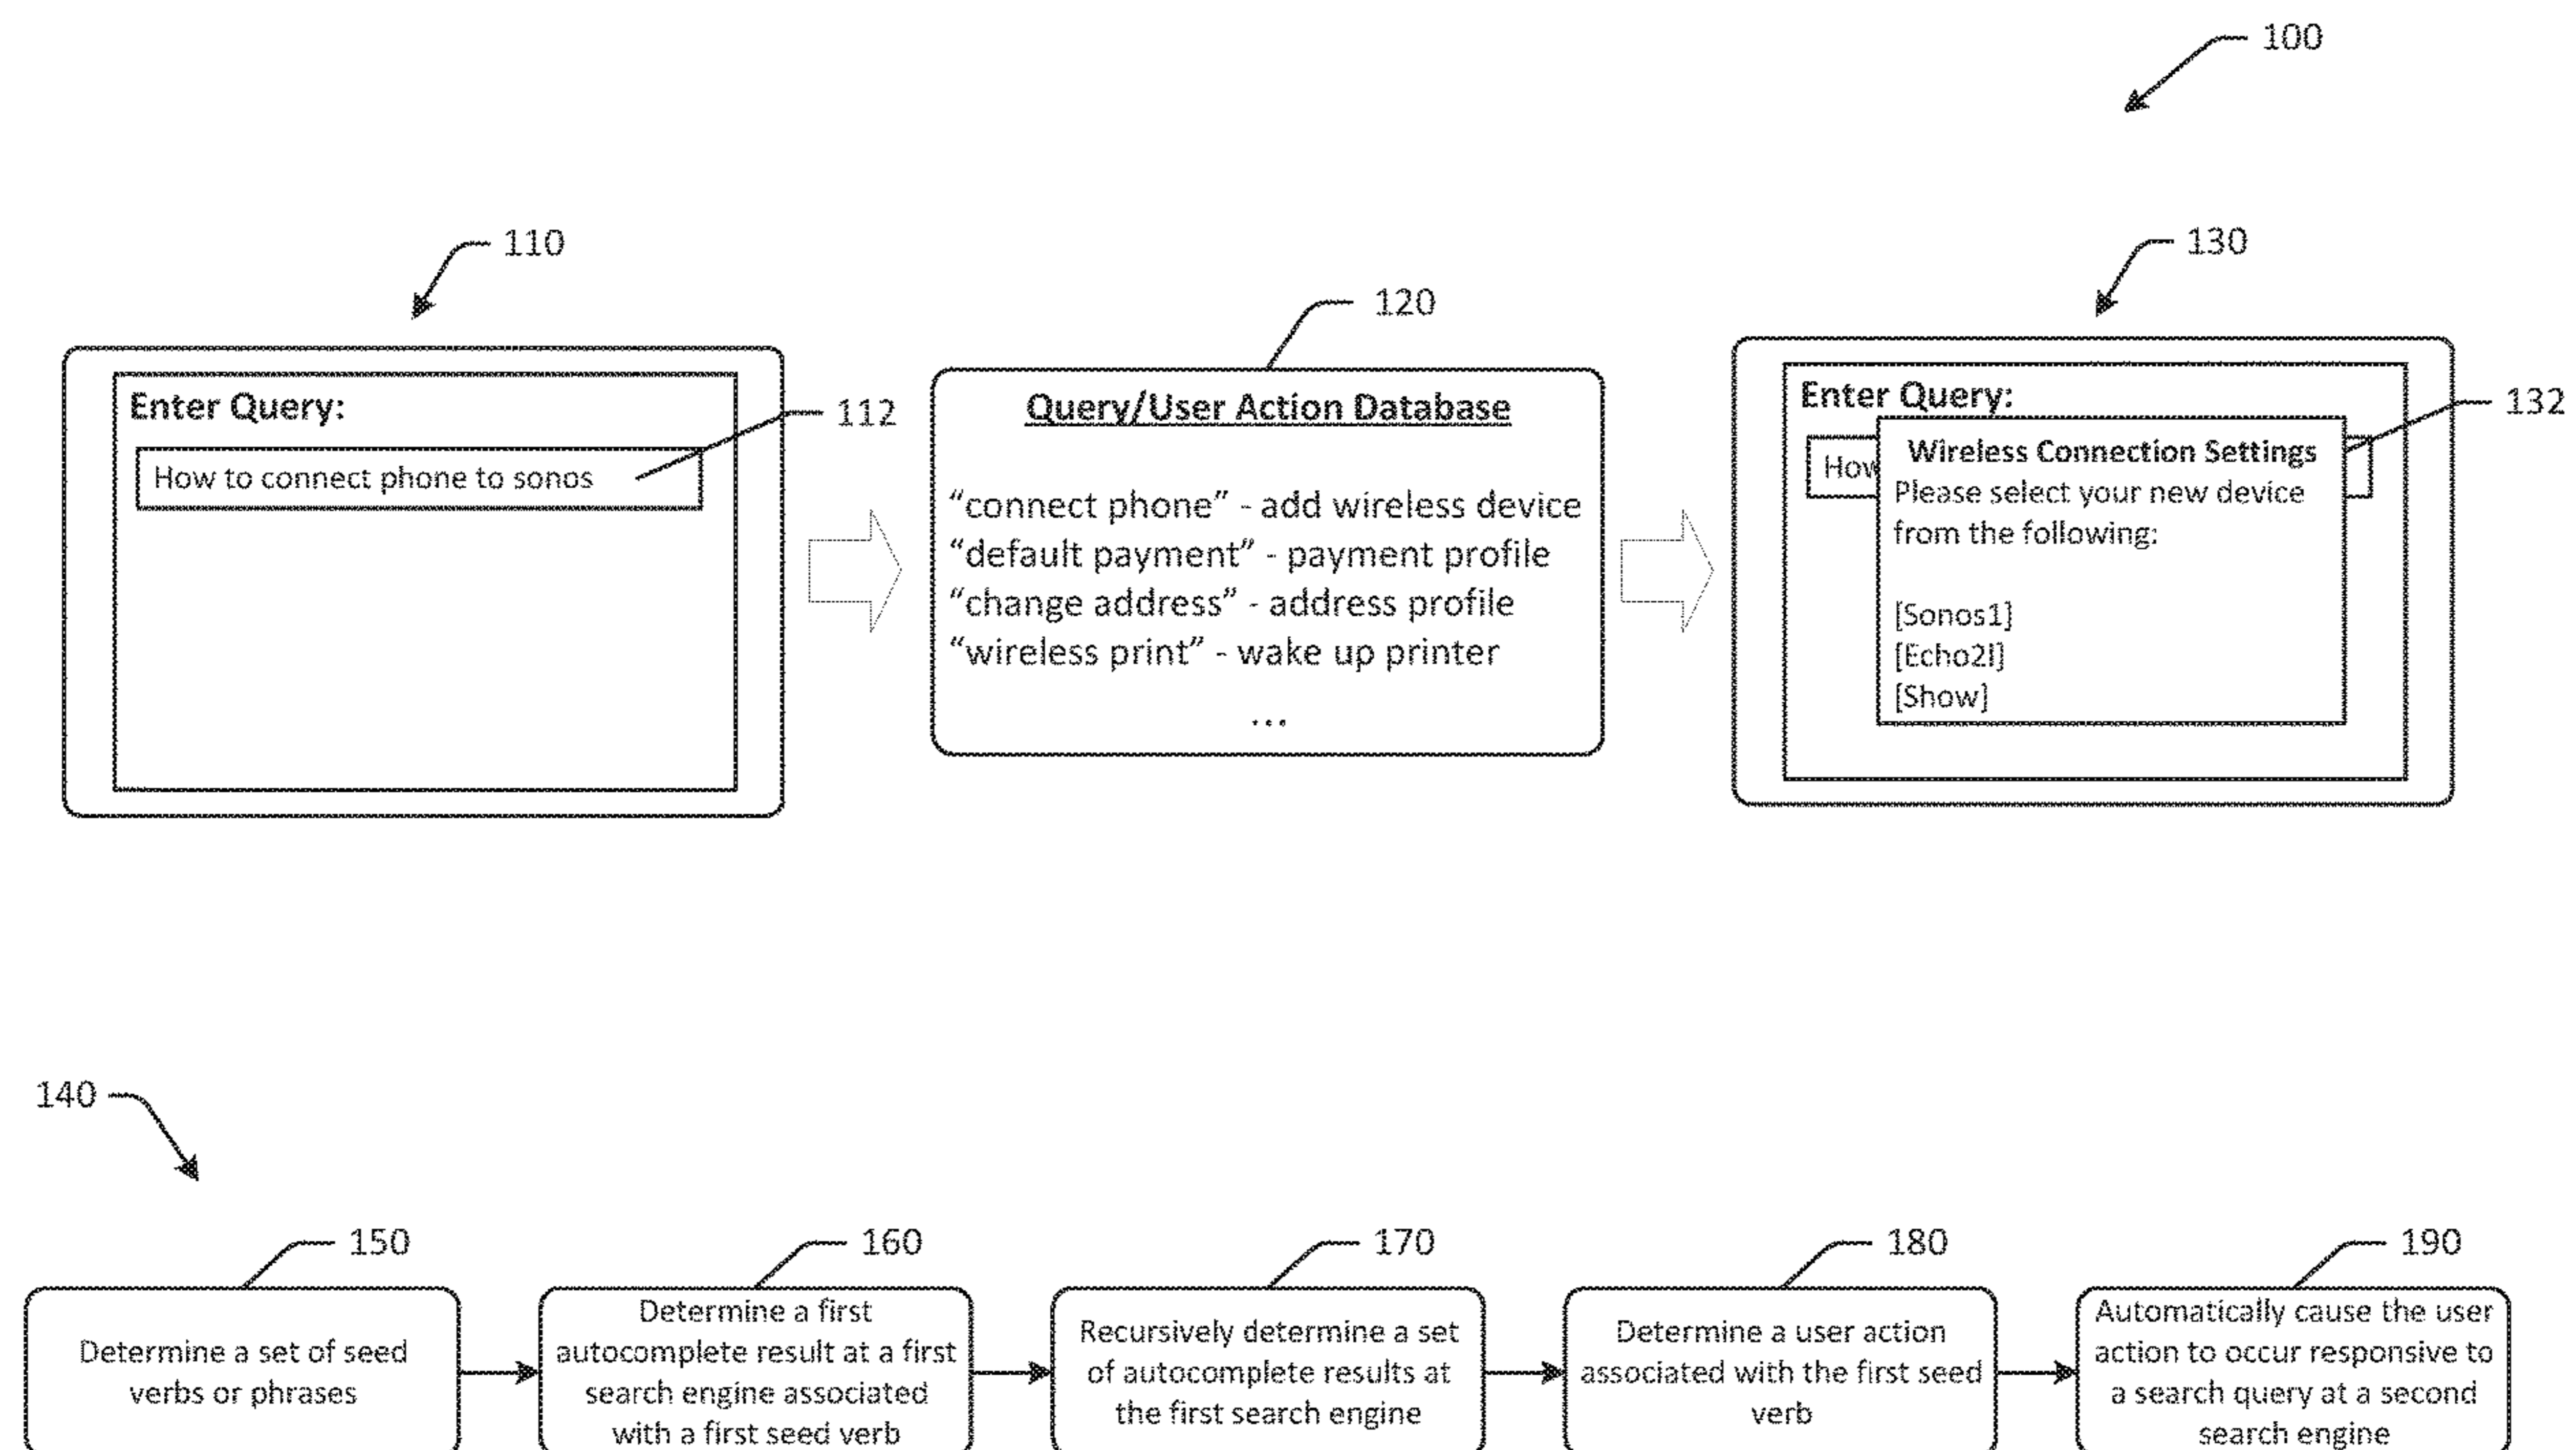 100
110
130
120
Enter Query:
112
How to connect phone to sonos
Query/User Action Database
“connect phone” - add wireless device
“default payment” - payment profile
“change address” - address profile
“wireless print” - wake up printer
...
Enter Query:
132
How
Wireless Connection Settings
Please select your new device
from the following:
[Sonos1]
[Echo2i]
[Show]
140
150
Determine a set of seed
verbs or phrases
160
Determine a first
autocomplete result at a first
search engine associated
with a first seed verb
170
Recursively determine a set
of autocomplete results at
the first search engine
180
Determine a user action
associated with the first seed
verb
190
Automatically cause the user
action to occur responsive to
a search query at a second
search engine